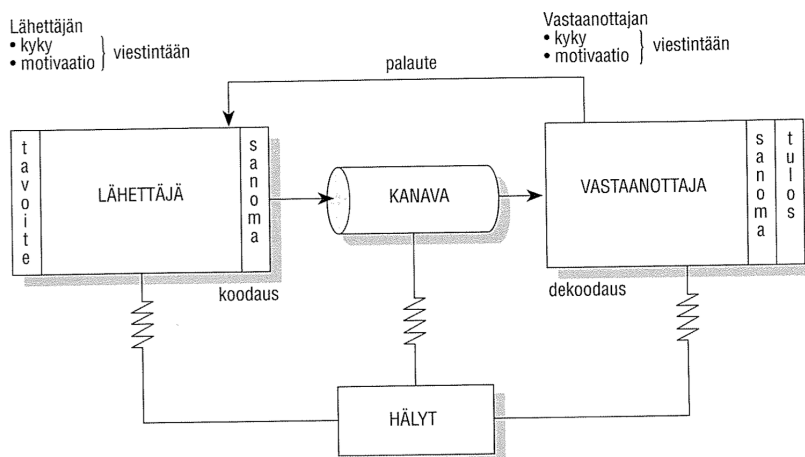 Lähettäjän
• kyky
• motivaatio
viestintään
Vastaanottajan
• kyky
• motivaatio
viestintään
palaute
tavoite
LÄHETTÄJÄ
sanoma
KANAVA
VASTAANOTTAJA
sanoma
tulos
koodaus
dekoodaus
HÄLYT